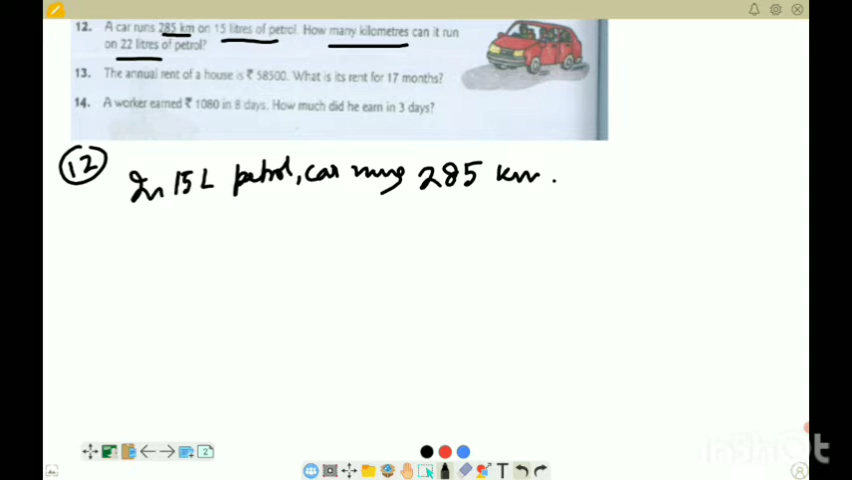 12. A car runs 285 km on 15 litres of petrol. How many kilometres can it run
on 22 litres of petrol?
13. The annual rent of a house is ₹ 58500. What is its rent for 17 months?
14. A worker earned ₹ 1080 in 8 days. How much did he earn in 3 days?
12
In 15 L petrol, car runs 285 km.
2
T